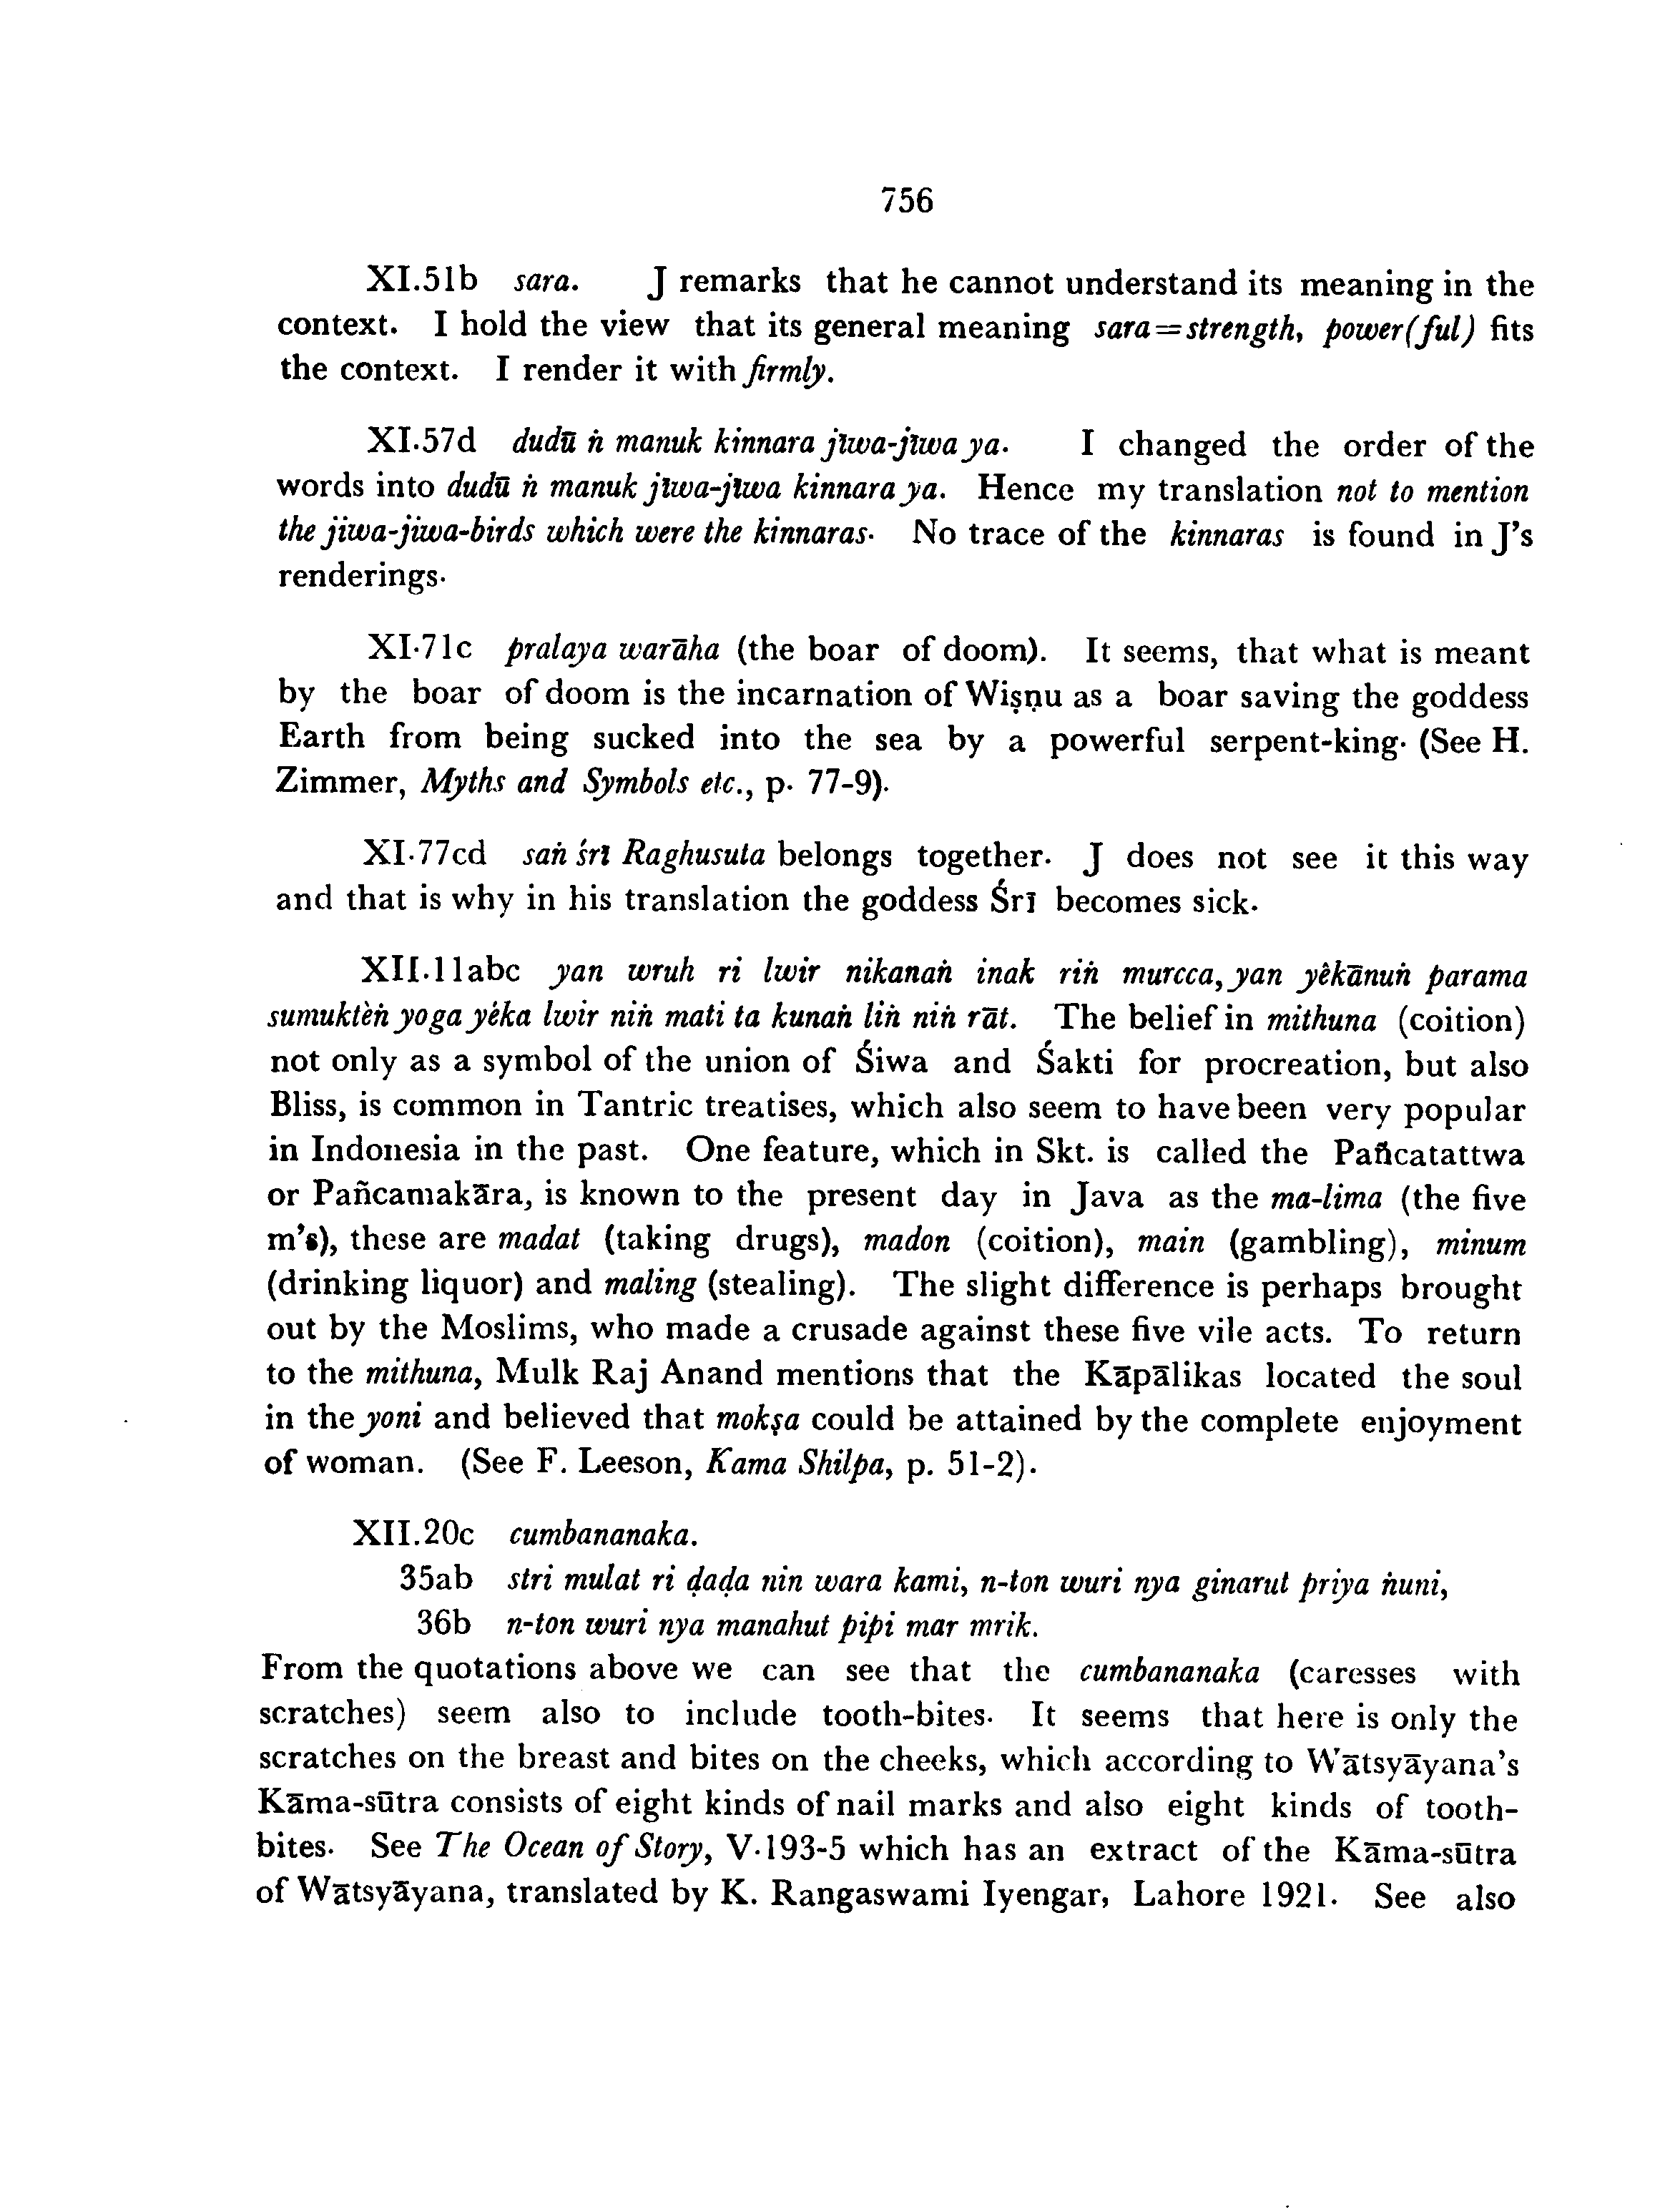 756
XI.51b sara. J remarks that he cannot understand its meaning in the
context. I hold the view that its general meaning sara=strength, power(ful) fits
the context. I render it with firmly.
XI.57d dudū ṅ manuk kinnara jīwa-jīwa ya. I changed the order of the
words into dudū ṅ manuk jīwa-jīwa kinnara ya. Hence my translation not to mention
the jiwa-jiwa-birds which were the kinnaras. No trace of the kinnaras is found in J's
renderings.
XI.71c pralaya warāha (the boar of doom). It seems, that what is meant
by the boar of doom is the incarnation of Wiṣṇu as a boar saving the goddess
Earth from being sucked into the sea by a powerful serpent-king. (See H.
Zimmer, Myths and Symbols etc., p. 77-9).
XI.77cd saṅ śrī Raghusuta belongs together. J does not see it this way
and that is why in his translation the goddess Śrī becomes sick.
XII.11abc yan wruh ri lwir nikanaṅ inak riṅ murcca, yan yêkānuṅ parama
sumuktèṅ yoga yéka lwir niṅ mati ta kunaṅ liṅ niṅ rāt. The belief in mithuna (coition)
not only as a symbol of the union of Śiwa and Śakti for procreation, but also
Bliss, is common in Tantric treatises, which also seem to have been very popular
in Indonesia in the past. One feature, which in Skt. is called the Pañcatattwa
or Pañcamakāra, is known to the present day in Java as the ma-lima (the five
m's), these are madat (taking drugs), madon (coition), main (gambling), minum
(drinking liquor) and maling (stealing). The slight difference is perhaps brought
out by the Moslims, who made a crusade against these five vile acts. To return
to the mithuna, Mulk Raj Anand mentions that the Kāpālikas located the soul
in the yoni and believed that mokṣa could be attained by the complete enjoyment
of woman. (See F. Leeson, Kama Shilpa, p. 51-2).
XII.20c cumbananaka.
35ab stri mulat ri ḍaḍa nin wara kami, n-ton wuri nya ginarut priya ṅuni,
36b n-ton wuri nya manahut pipi mar mrik.
From the quotations above we can see that the cumbananaka (caresses with
scratches) seem also to include tooth-bites. It seems that here is only the
scratches on the breast and bites on the cheeks, which according to Wātsyāyana's
Kāma-sūtra consists of eight kinds of nail marks and also eight kinds of tooth-
bites. See The Ocean of Story, V.193-5 which has an extract of the Kāma-sūtra
of Wātsyāyana, translated by K. Rangaswami Iyengar, Lahore 1921. See also